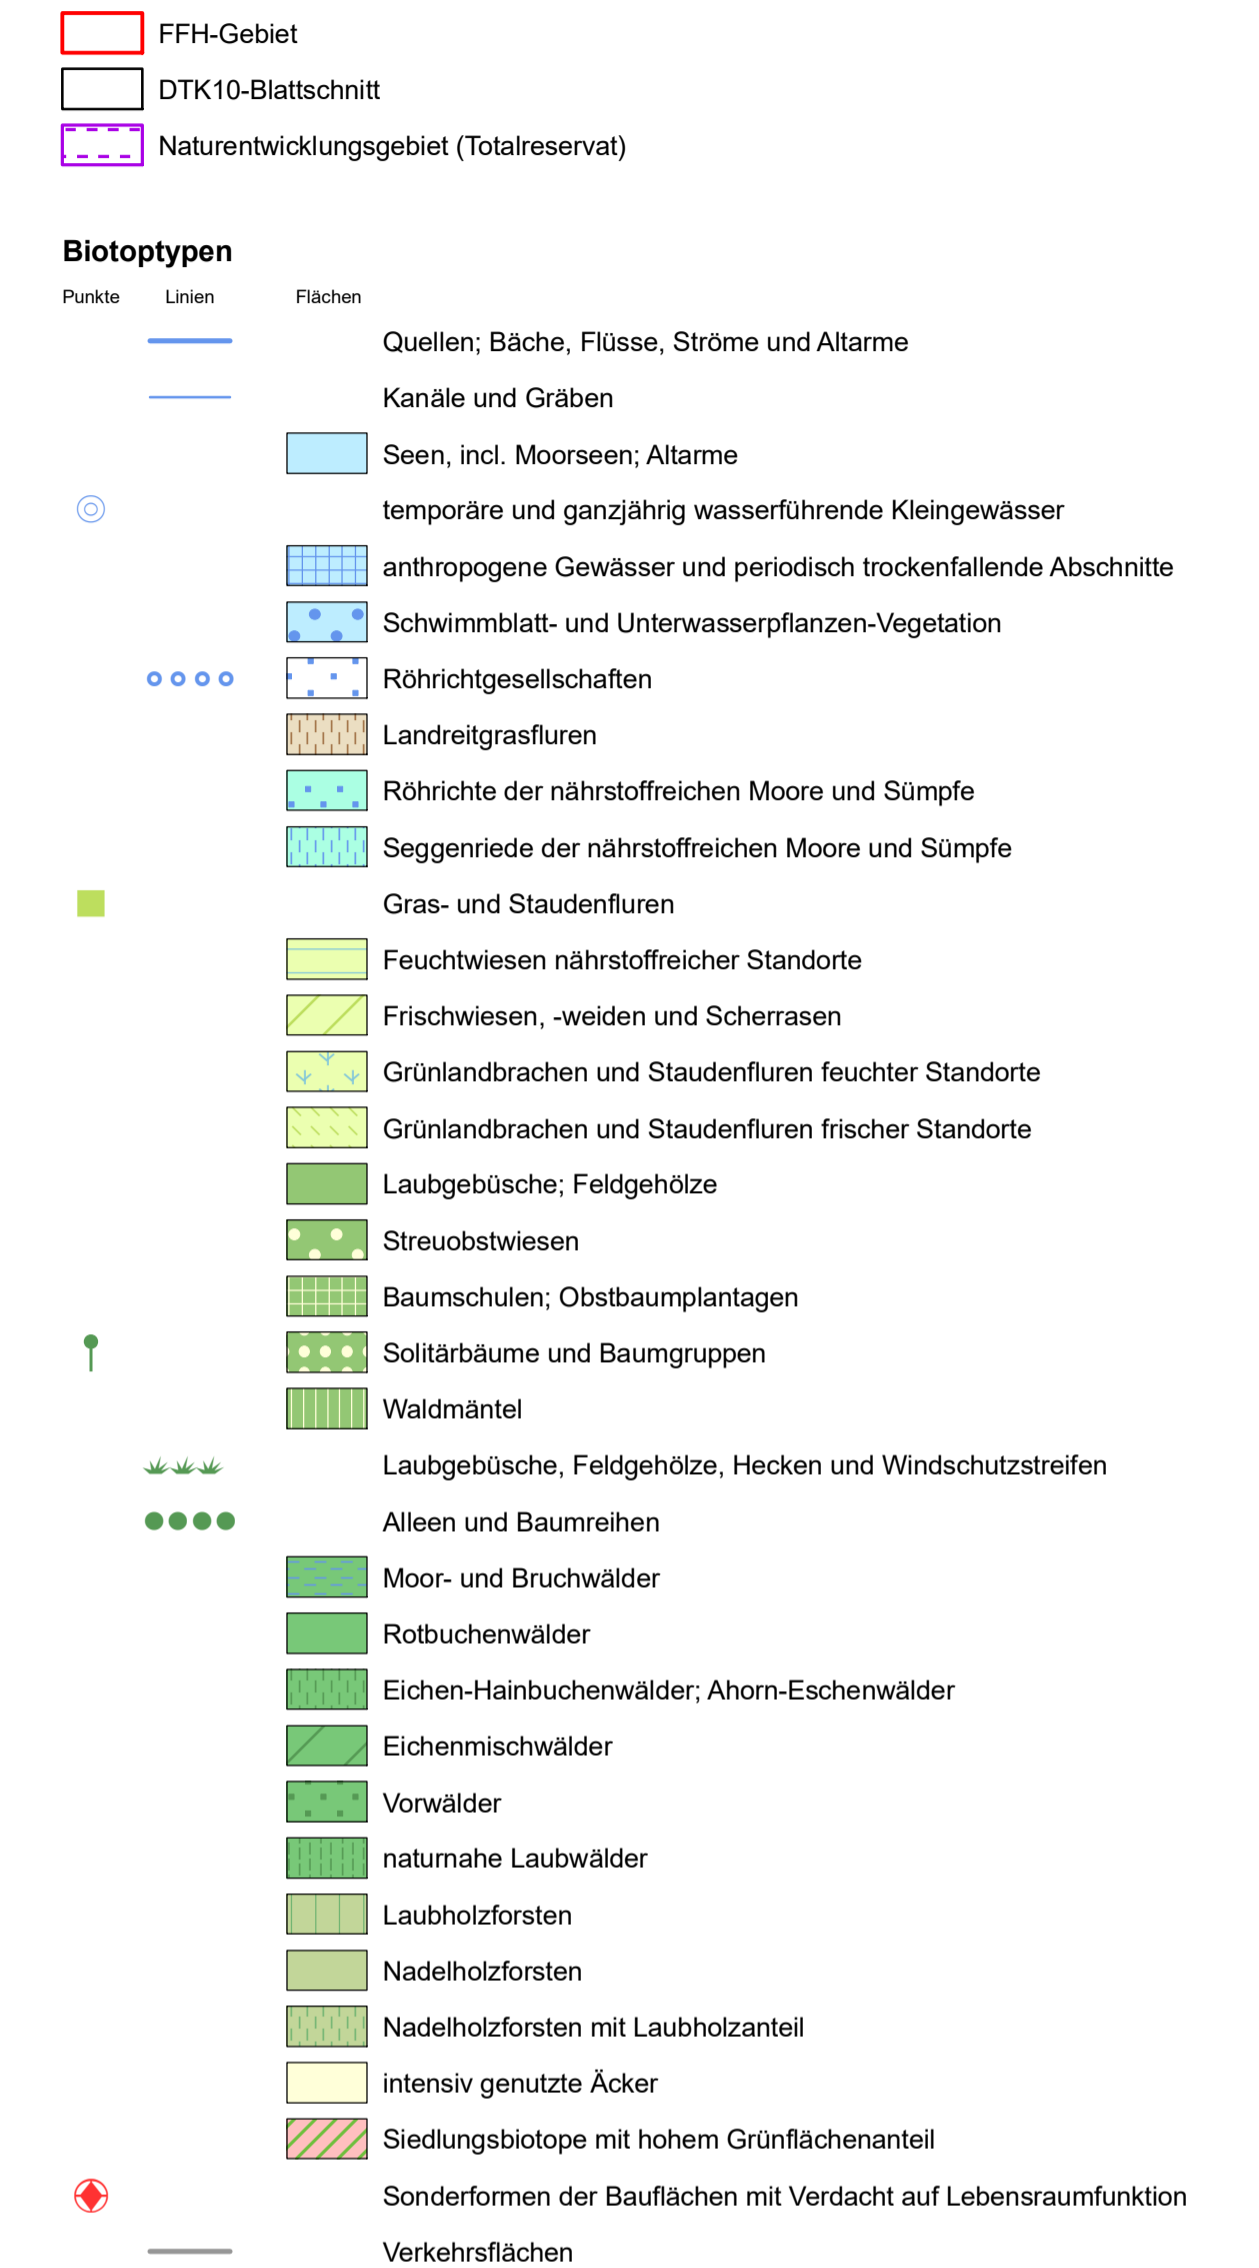 FFH-Gebiet
DTK10-Blattschnitt
Naturentwicklungsgebiet (Totalreservat)
Biotoptypen
Punkte Linien Flächen
Quellen; Bäche, Flüsse, Ströme und Altarme
Kanäle und Gräben
Seen, incl. Moorseen; Altarme
temporäre und ganzjährig wasserführende Kleingewässer
anthropogene Gewässer und periodisch trockenfallende Abschnitte
Schwimmblatt- und Unterwasserpflanzen-Vegetation
Röhrichtgesellschaften
Landreitgrasfluren
Röhrichte der nährstoffreichen Moore und Sümpfe
Seggenriede der nährstoffreichen Moore und Sümpfe
Gras- und Staudenfluren
Feuchtwiesen nährstoffreicher Standorte
Frischwiesen, -weiden und Scherrasen
Grünlandbrachen und Staudenfluren feuchter Standorte
Grünlandbrachen und Staudenfluren frischer Standorte
Laubgebüsche; Feldgehölze
Streuobstwiesen
Baumschulen; Obstbaumplantagen
Solitärbäume und Baumgruppen
Waldmäntel
Laubgebüsche, Feldgehölze, Hecken und Windschutzstreifen
Alleen und Baumreihen
Moor- und Bruchwälder
Rotbuchenwälder
Eichen-Hainbuchenwälder; Ahorn-Eschenwälder
Eichenmischwälder
Vorwälder
naturnahe Laubwälder
Laubholzforsten
Nadelholzforsten
Nadelholzforsten mit Laubholzanteil
intensiv genutzte Äcker
Siedlungsbiotope mit hohem Grünflächenanteil
Sonderformen der Bauflächen mit Verdacht auf Lebensraumfunktion
Verkehrsflächen